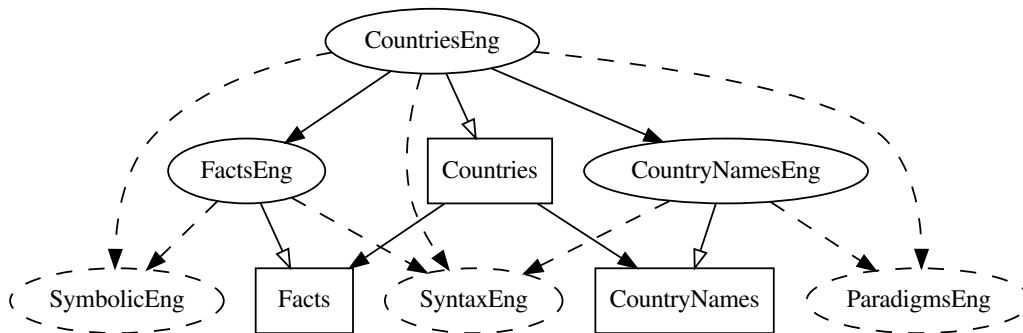 CountriesEng
FactsEng
Countries
CountryNamesEng
SymbolicEng
Facts
SyntaxEng
CountryNames
ParadigmsEng